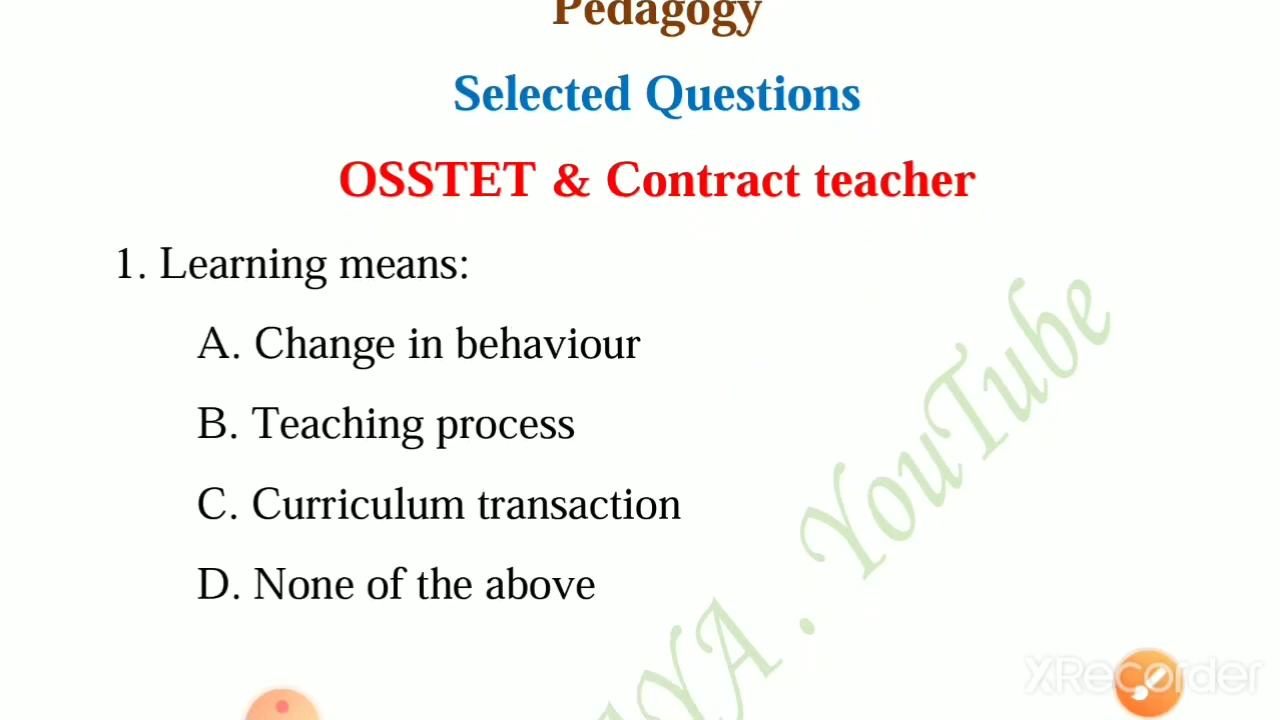 Pedagogy
Selected Questions
OSSTET & Contract teacher
1. Learning means:
A. Change in behaviour
B. Teaching process
C. Curriculum transaction
D. None of the above
. YouTube
XRecorder